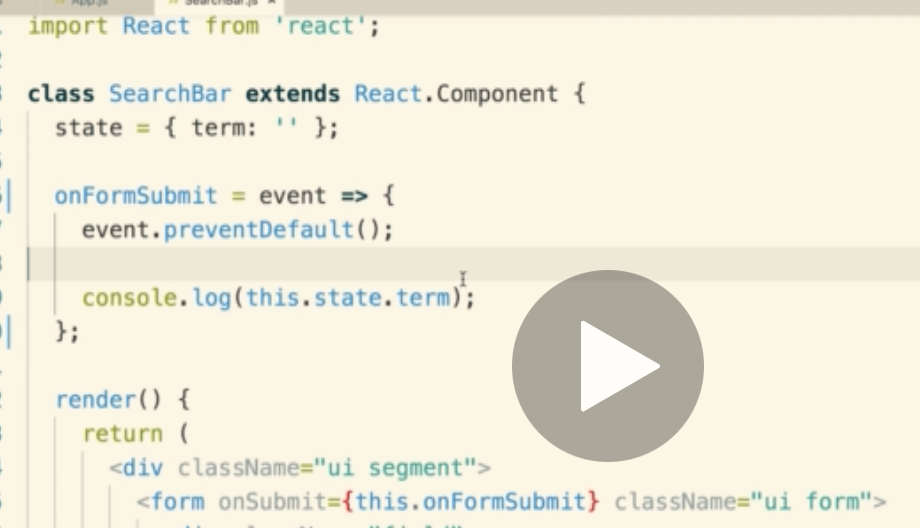 App.js SearchBar.js ×
import React from 'react';
class SearchBar extends React.Component {
state = { term: '' };
onFormSubmit = event => {
event.preventDefault();
console.log(this.state.term);
};
render() {
return (
<div className="ui segment">
<form onSubmit={this.onFormSubmit} className="ui form">